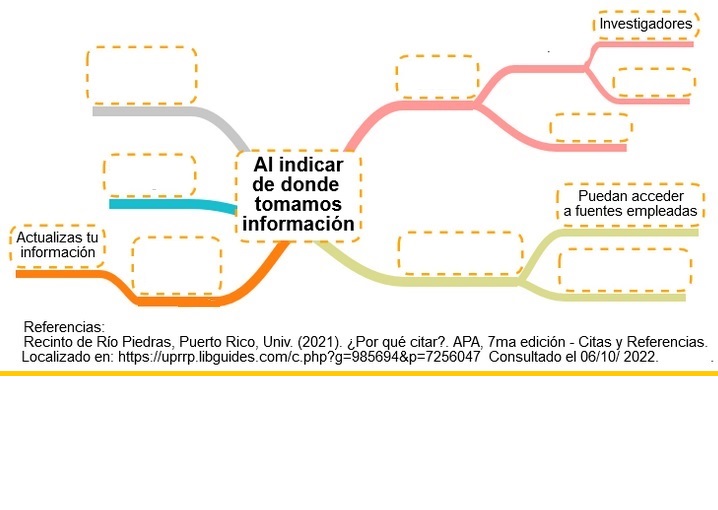 Investigadores
Al indicar
de donde
tomamos
información
Puedan acceder
a fuentes empleadas
Actualizas tu
información
Referencias:
Recinto de Río Piedras, Puerto Rico, Univ. (2021). ¿Por qué citar?. APA, 7ma edición - Citas y Referencias.
Localizado en: https://uprrp.libguides.com/c.php?g=985694&p=7256047 Consultado el 06/10/ 2022.